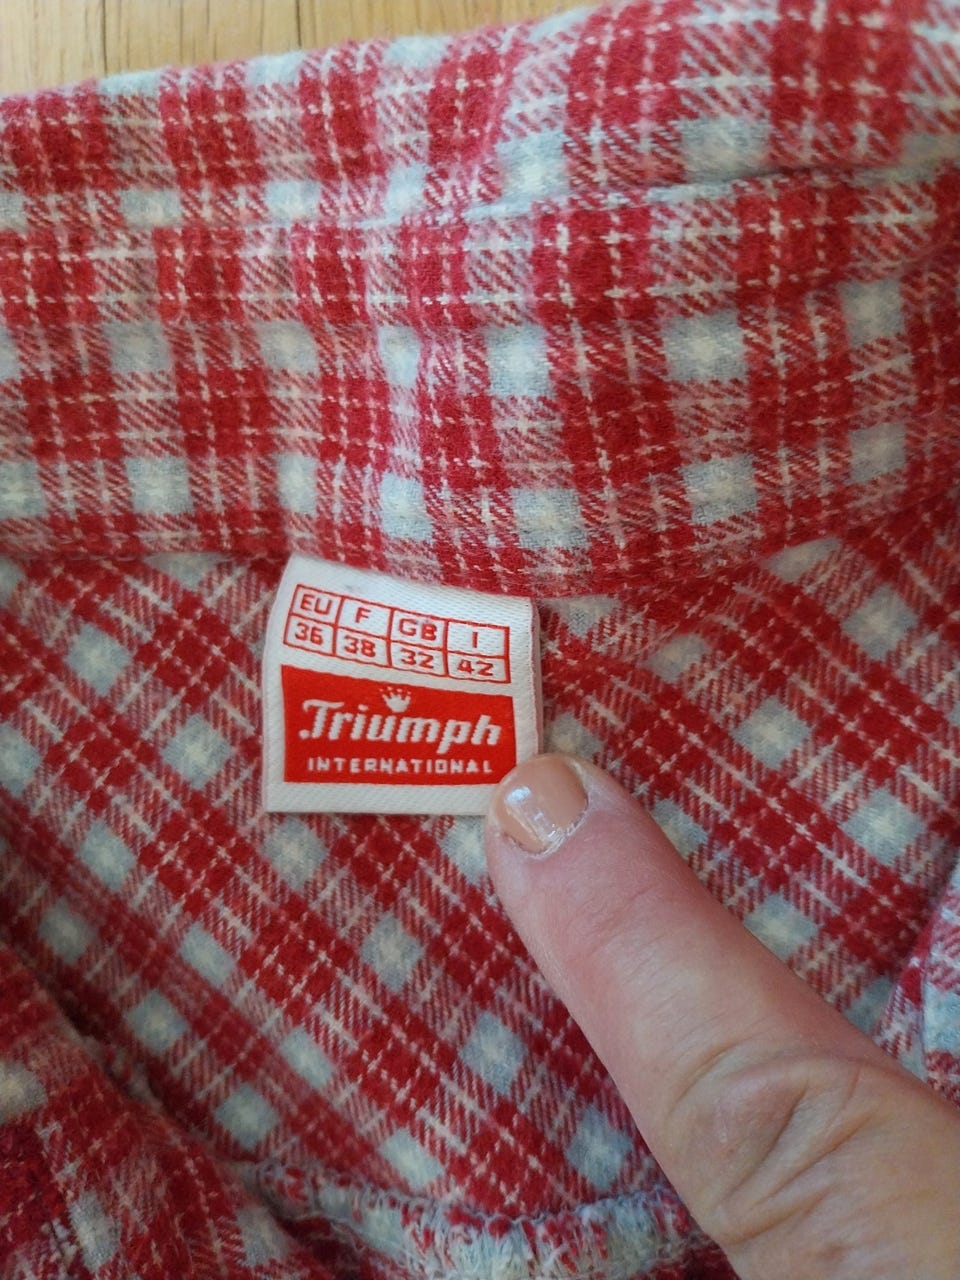 EU F GB I
36 38 32 42
Triumph
INTERNATIONAL